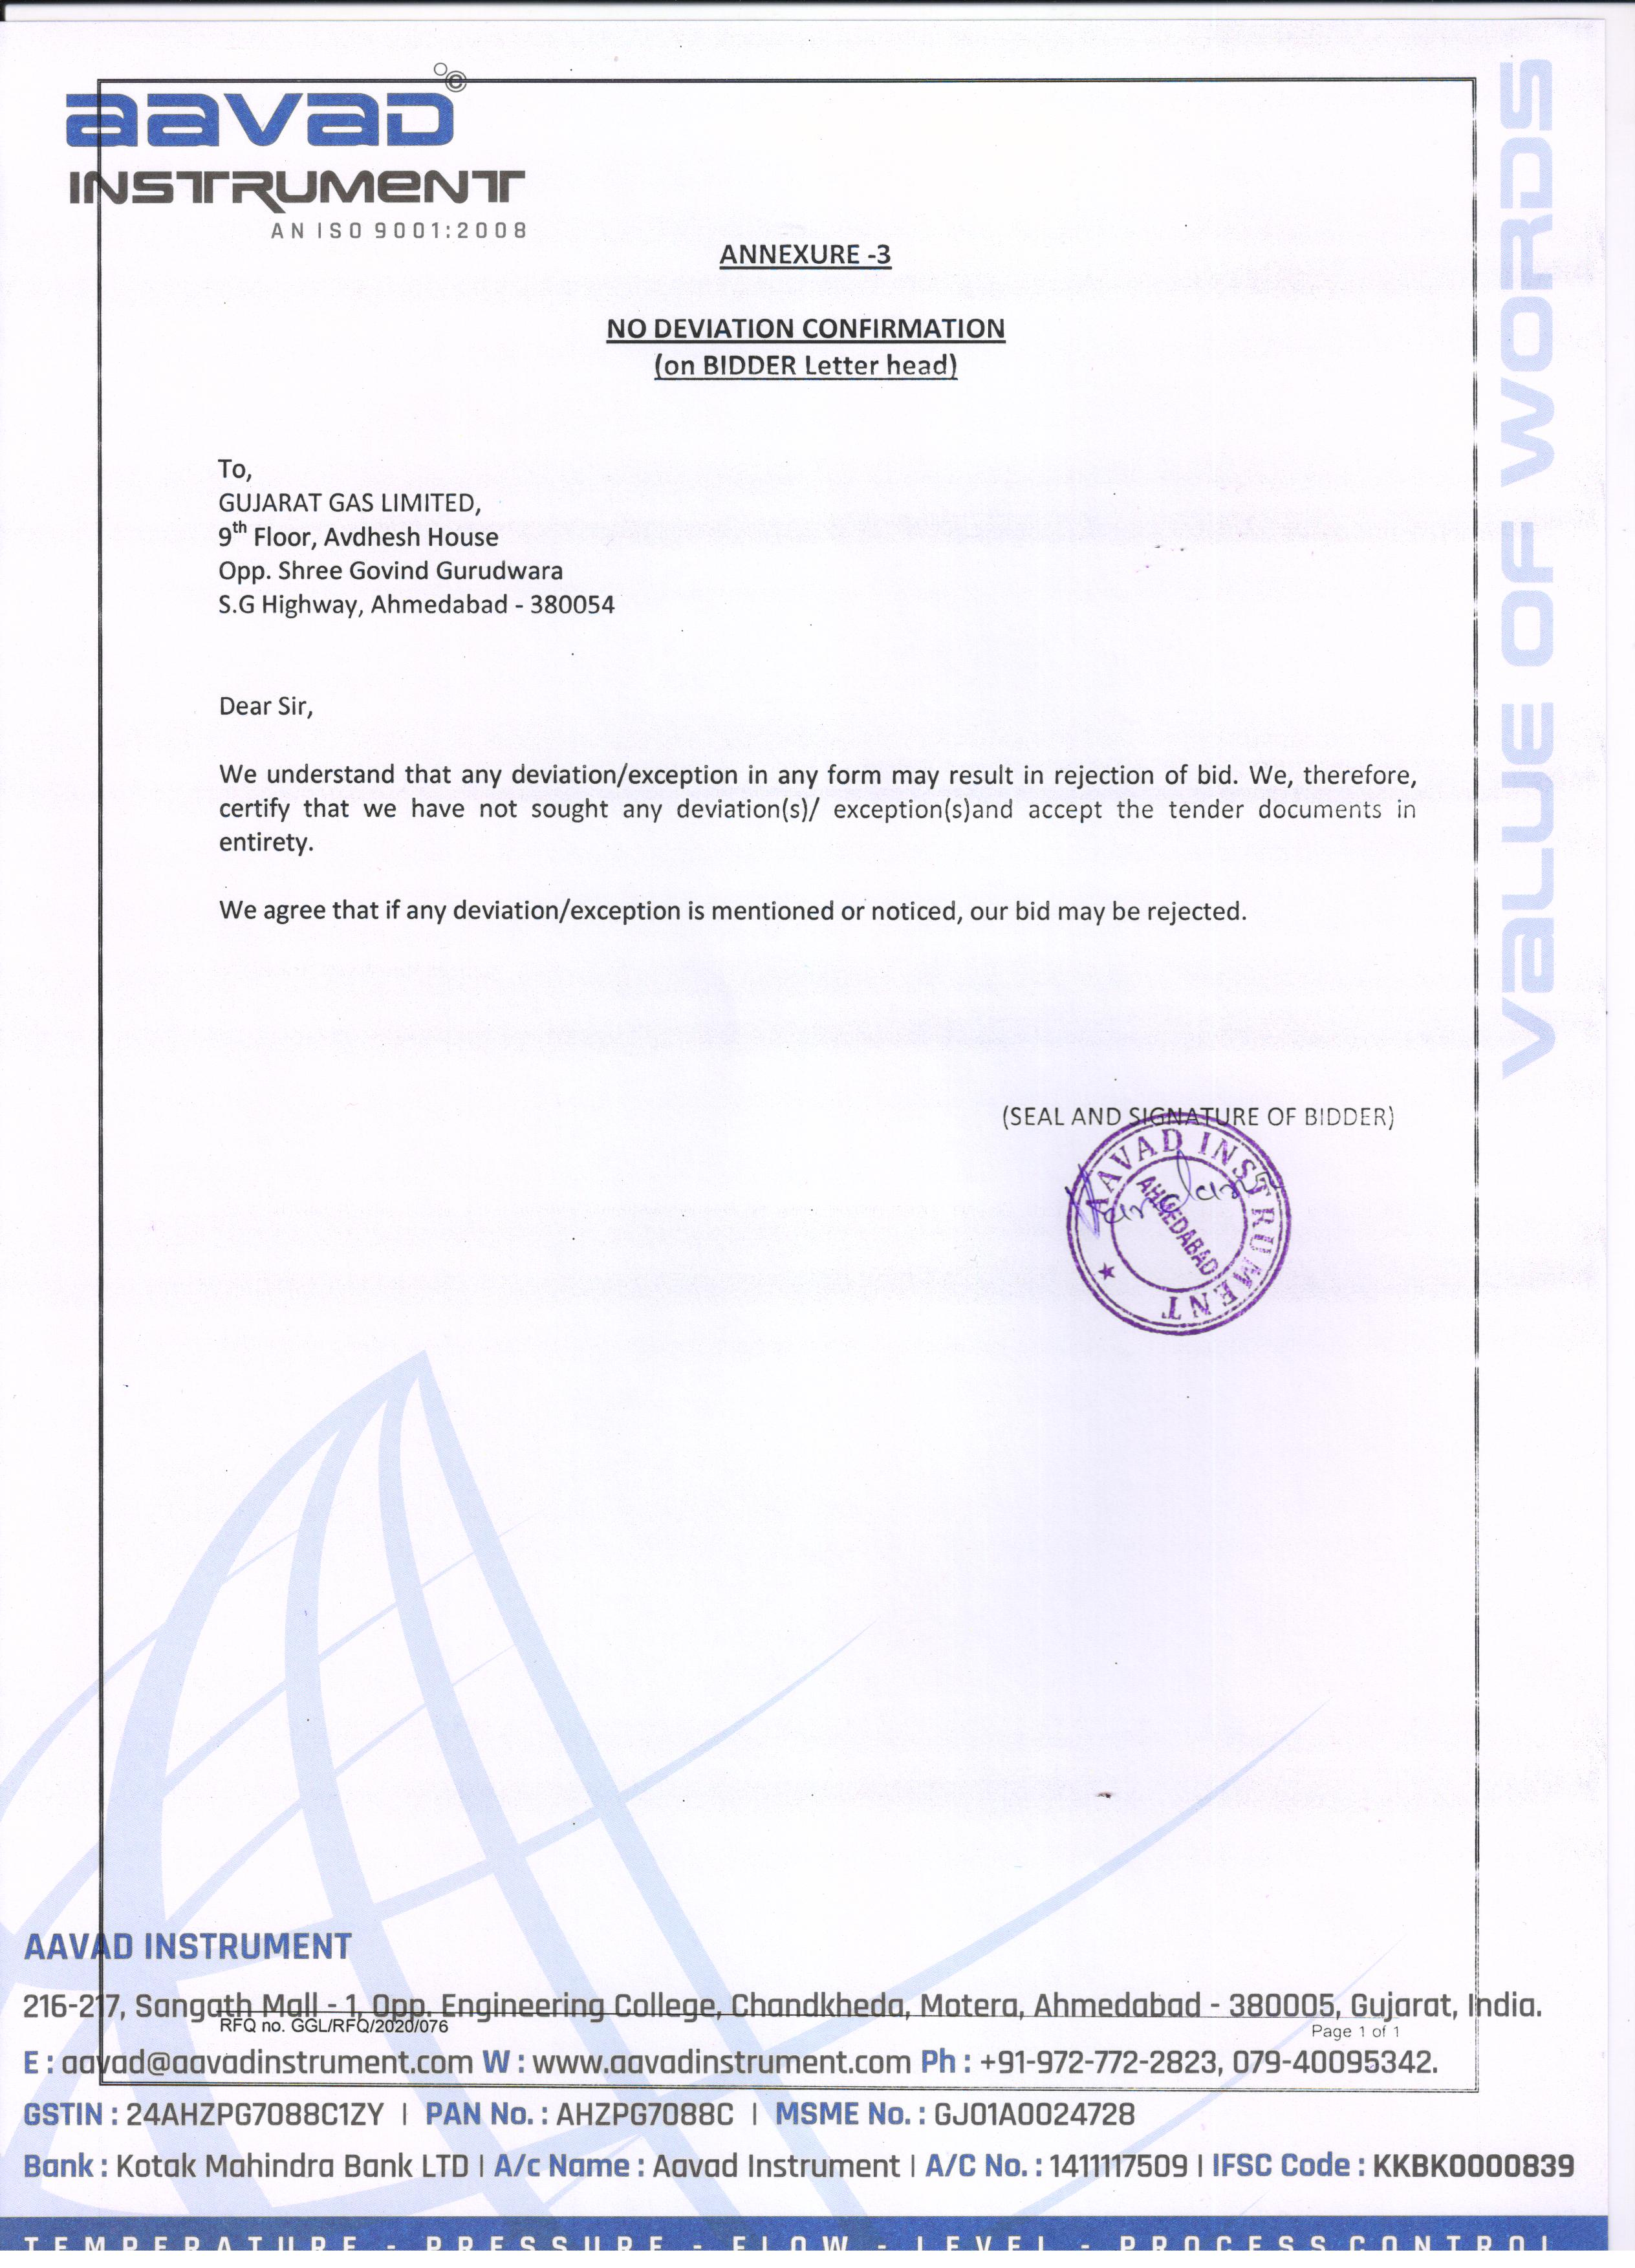 aavaD
INSTRUMENT
AN ISO 9001:2008
VALUE OF WORDS
ANNEXURE -3
NO DEVIATION CONFIRMATION
(on BIDDER Letter head)
To,
GUJARAT GAS LIMITED,
9th Floor, Avdhesh House
Opp. Shree Govind Gurudwara
S.G Highway, Ahmedabad - 380054
Dear Sir,
We understand that any deviation/exception in any form may result in rejection of bid. We, therefore,
certify that we have not sought any deviation(s)/ exception(s)and accept the tender documents in
entirety.
We agree that if any deviation/exception is mentioned or noticed, our bid may be rejected.
(SEAL AND SIGNATURE OF BIDDER)
AAVAD INSTRUMENT
AHMEDABAD
AAVAD INSTRUMENT
216-217, Sangath Mall - 1, Opp. Engineering College, Chandkheda, Motera, Ahmedabad - 380005, Gujarat, India.
RFQ no. GGL/RFQ/2020/076
Page 1 of 1
E : aavad@aavadinstrument.com W : www.aavadinstrument.com Ph : +91-972-772-2823, 079-40095342.
GSTIN : 24AHZPG7088C1ZY | PAN No. : AHZPG7088C | MSME No. : GJ01A0024728
Bank : Kotak Mahindra Bank LTD | A/c Name : Aavad Instrument | A/C No. : 1411117509 | IFSC Code : KKBK0000839
TEMPERATURE - PRESSURE - FLOW - LEVEL - PROCESS CONTROL